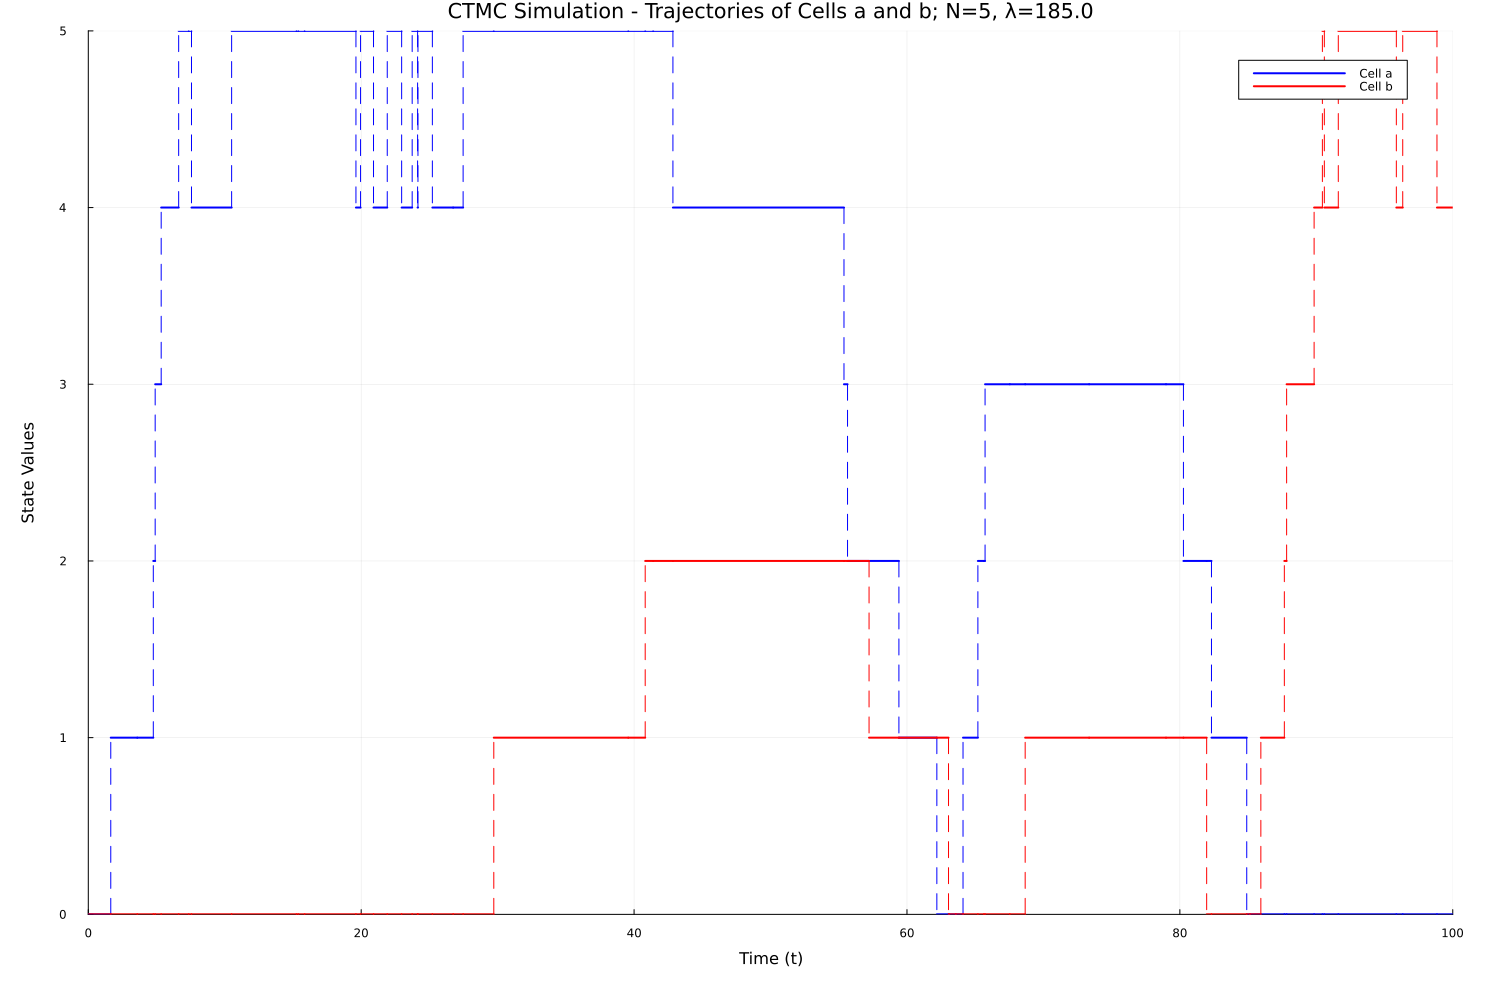 CTMC Simulation - Trajectories of Cells a and b; N=5, λ=185.0
5
4
3
2
1
0
State Values
Cell a
Cell b
0 20 40 60 80 100
Time (t)